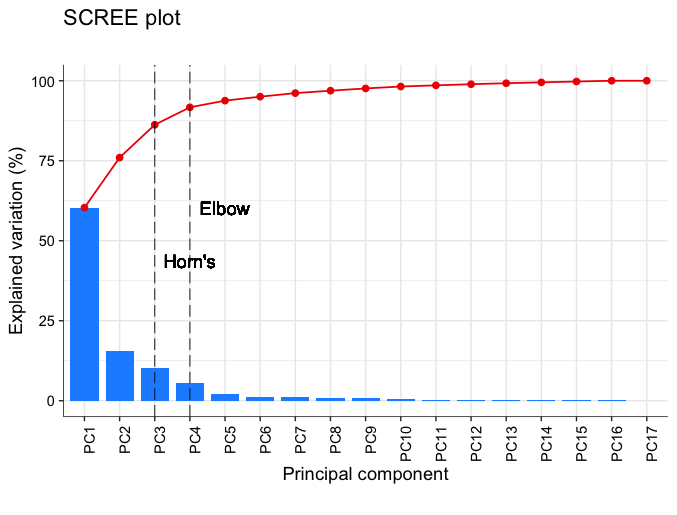 SCREE plot
Explained variation (%)
100
75
50
25
0
Elbow
Horn's
PC1
PC2
PC3
PC4
PC5
PC6
PC7
PC8
PC9
PC10
PC11
PC12
PC13
PC14
PC15
PC16
PC17
Principal component